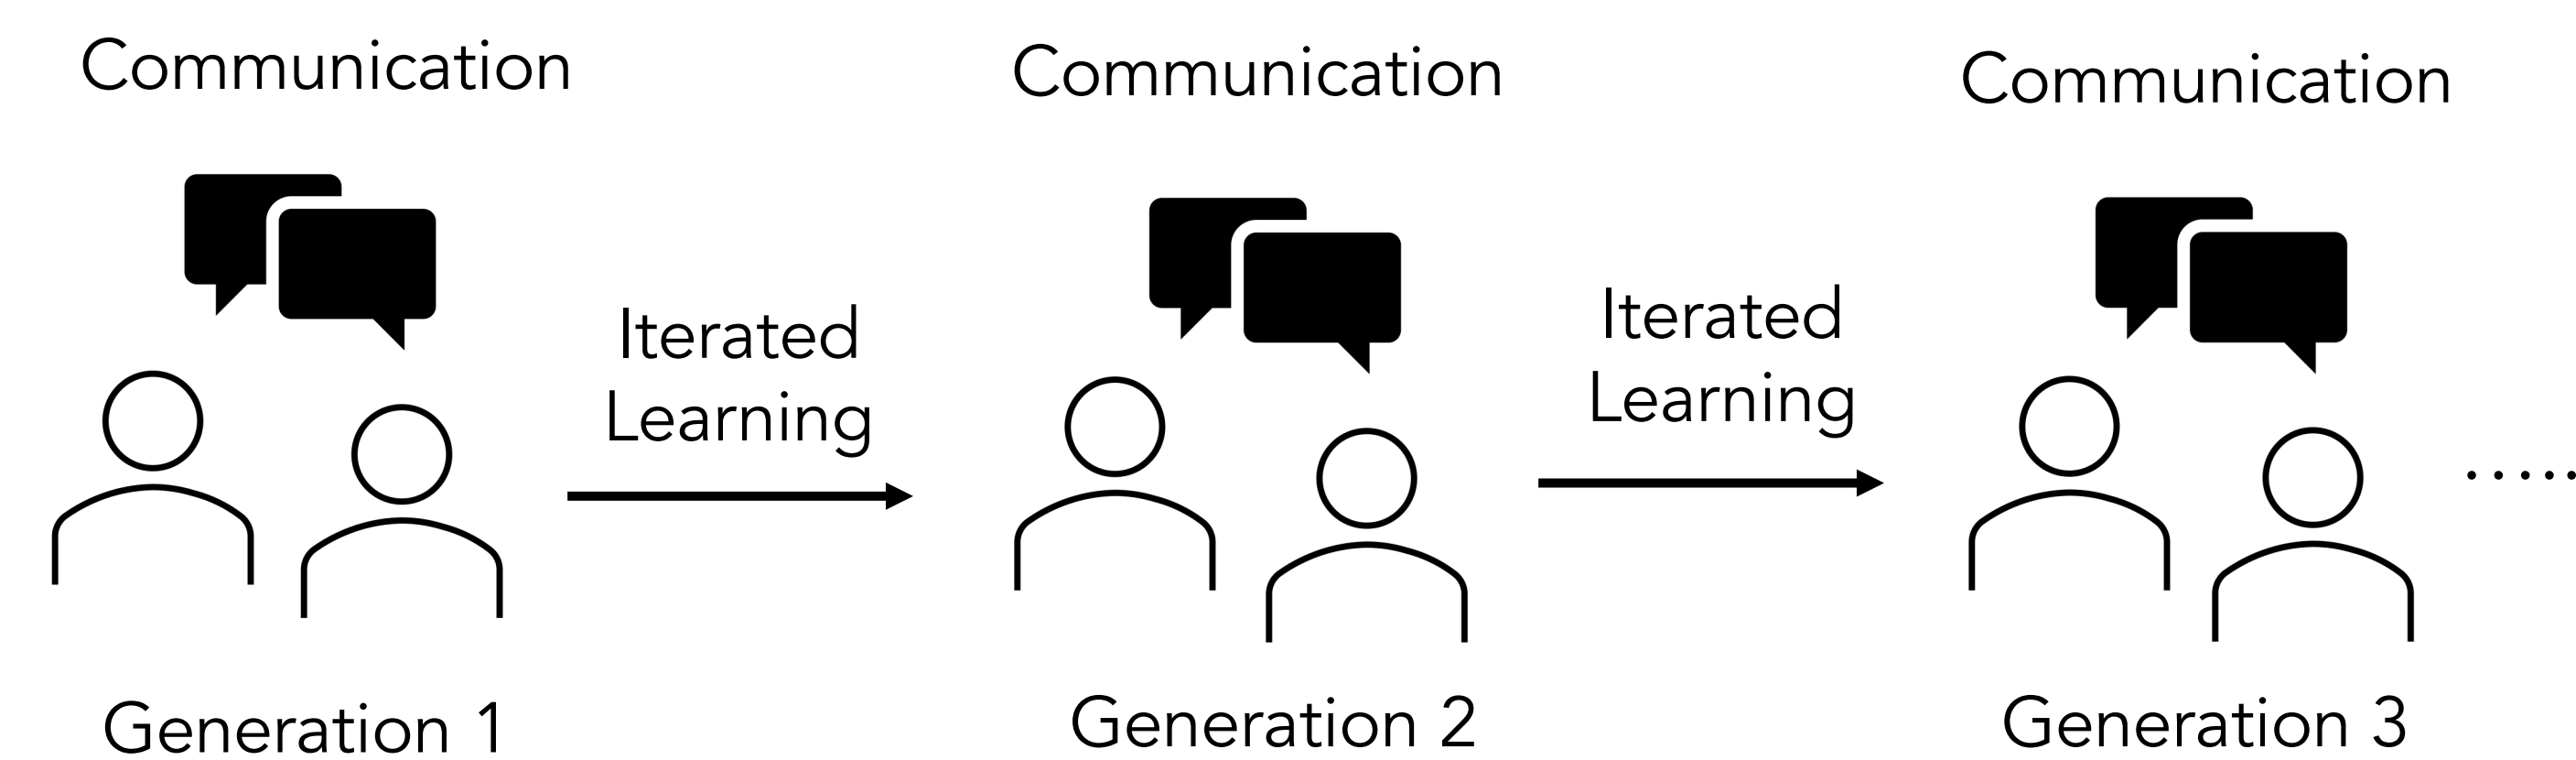 Communication
Communication
Communication
Iterated
Learning
Iterated
Learning
.....
Generation 1
Generation 2
Generation 3